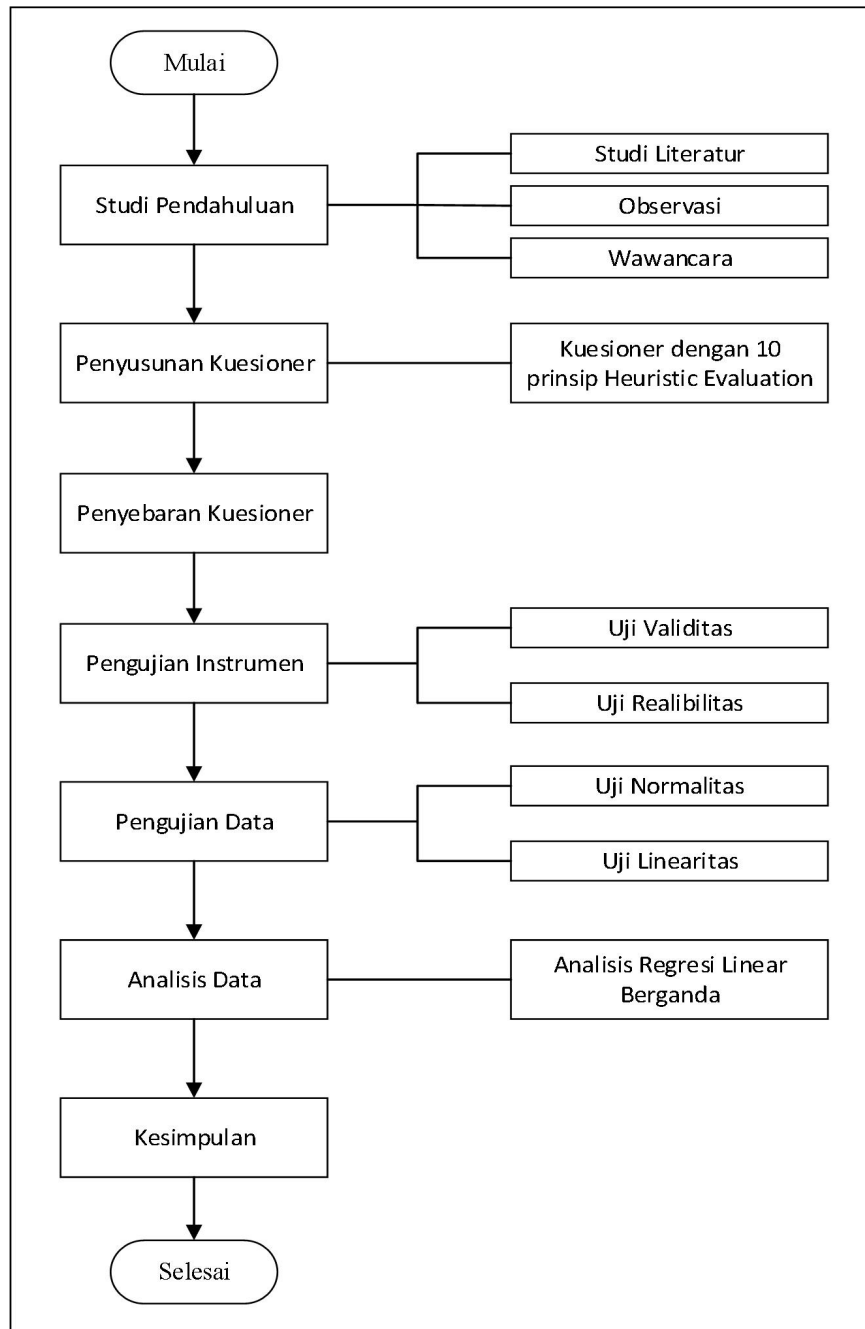 Mulai
Studi Pendahuluan
Studi Literatur
Observasi
Wawancara
Penyusunan Kuesioner
Kuesioner dengan 10
prinsip Heuristic Evaluation
Penyebaran Kuesioner
Pengujian Instrumen
Uji Validitas
Uji Realibilitas
Pengujian Data
Uji Normalitas
Uji Linearitas
Analisis Data
Analisis Regresi Linear
Berganda
Kesimpulan
Selesai